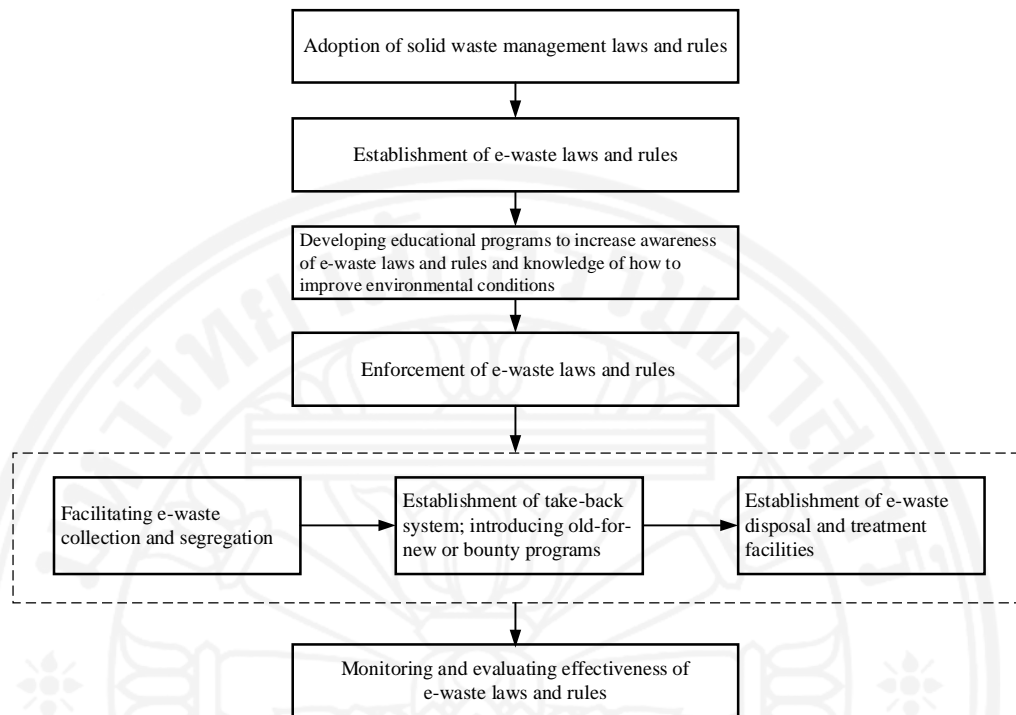 Adoption of solid waste management laws and rules
Establishment of e-waste laws and rules
Developing educational programs to increase awareness
of e-waste laws and rules and knowledge of how to
improve environmental conditions
Enforcement of e-waste laws and rules
Facilitating e-waste
collection and segregation
Establishment of take-back
system; introducing old-for-
new or bounty programs
Establishment of e-waste
disposal and treatment
facilities
Monitoring and evaluating effectiveness of
e-waste laws and rules